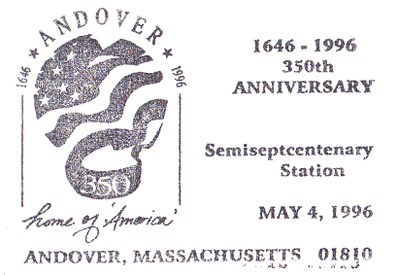 ★ ANDOVER ★
1646
1996
350
home of 'America'
1646 - 1996
350th
ANNIVERSARY
Semiseptcentenary
Station
MAY 4, 1996
ANDOVER, MASSACHUSETTS 01810